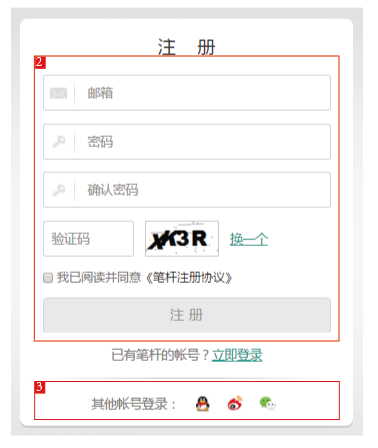 注 册
2
邮箱
密码
确认密码
验证码 XK3R 换一个
我已阅读并同意《笔杆注册协议》
注 册
已有笔杆的帐号？立即登录
3
其他帐号登录：